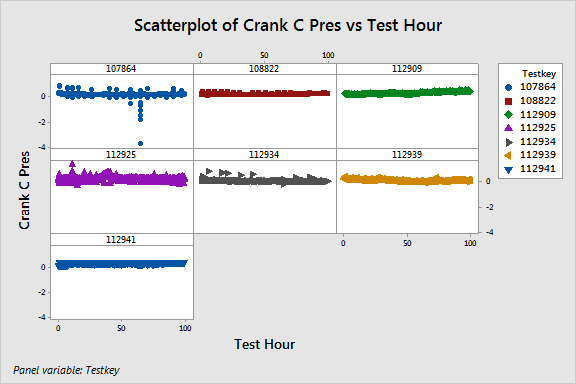 Scatterplot of Crank C Pres vs Test Hour
0 50 100
107864 108822 112909
0
-2
-4
112925 112934 112939
0
-2
-4
0 50 100
112941
0
-2
-4
0 50 100
Crank C Pres
Test Hour
Testkey
107864
108822
112909
112925
112934
112939
112941
Panel variable: Testkey